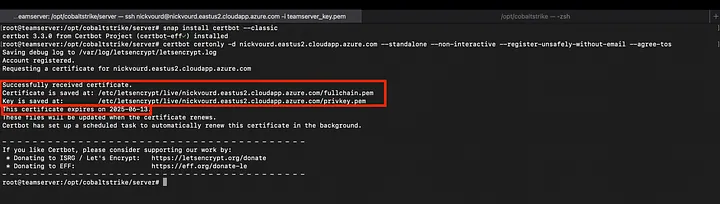 ...eamserver: /opt/cobaltstrike/server — ssh nickvourd@nickvourd.eastus2.cloudapp.azure.com -i teamserver_key.pem
/opt/cobaltstrike — -zsh
root@teamserver:/opt/cobaltstrike/server# snap install certbot --classic
certbot 3.3.0 from Certbot Project (certbot-eff✓) installed
root@teamserver:/opt/cobaltstrike/server# certbot certonly -d nickvourd.eastus2.cloudapp.azure.com --standalone --non-interactive --register-unsafely-without-email --agree-tos
Saving debug log to /var/log/letsencrypt/letsencrypt.log
Account registered.
Requesting a certificate for nickvourd.eastus2.cloudapp.azure.com
Successfully received certificate.
Certificate is saved at: /etc/letsencrypt/live/nickvourd.eastus2.cloudapp.azure.com/fullchain.pem
Key is saved at: /etc/letsencrypt/live/nickvourd.eastus2.cloudapp.azure.com/privkey.pem
This certificate expires on 2025-06-13.
These files will be updated when the certificate renews.
Certbot has set up a scheduled task to automatically renew this certificate in the background.
- - - - - - - - - - - - - - - - - - - - - - - - - - - - - - - - - - - - - - - -
If you like Certbot, please consider supporting our work by:
* Donating to ISRG / Let's Encrypt: https://letsencrypt.org/donate
* Donating to EFF: https://eff.org/donate-le
- - - - - - - - - - - - - - - - - - - - - - - - - - - - - - - - - - - - - - - -
root@teamserver:/opt/cobaltstrike/server#